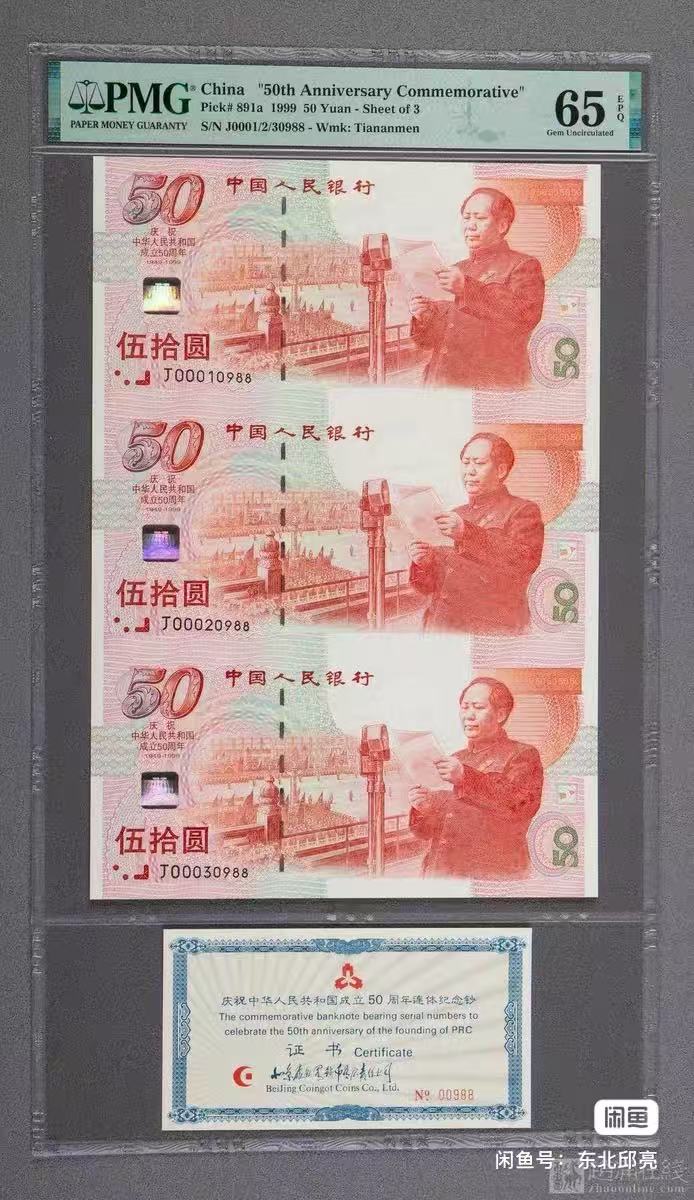 PMG
PAPER MONEY GUARANTY
China "50th Anniversary Commemorative"
Pick# 891a 1999 50 Yuan - Sheet of 3
S/N J0001/2/30988 - Wmk: Tiananmen
65
EPQ
Gem Uncirculated
50
中国人民银行
庆祝
中华人民共和国
成立50周年
1949-1999
伍拾圆
J00010988
50
50
中国人民银行
庆祝
中华人民共和国
成立50周年
1949-1999
伍拾圆
J00020988
50
50
中国人民银行
庆祝
中华人民共和国
成立50周年
1949-1999
伍拾圆
J00030988
50
庆祝中华人民共和国成立50周年连体纪念钞
The commemorative banknote bearing serial numbers to
celebrate the 50th anniversary of the founding of PRC
证书 Certificate
BeiJing Coingot Coins Co., Ltd.
Nº 00988
闲鱼
闲鱼号：东北邱亮
zhaoonline.com